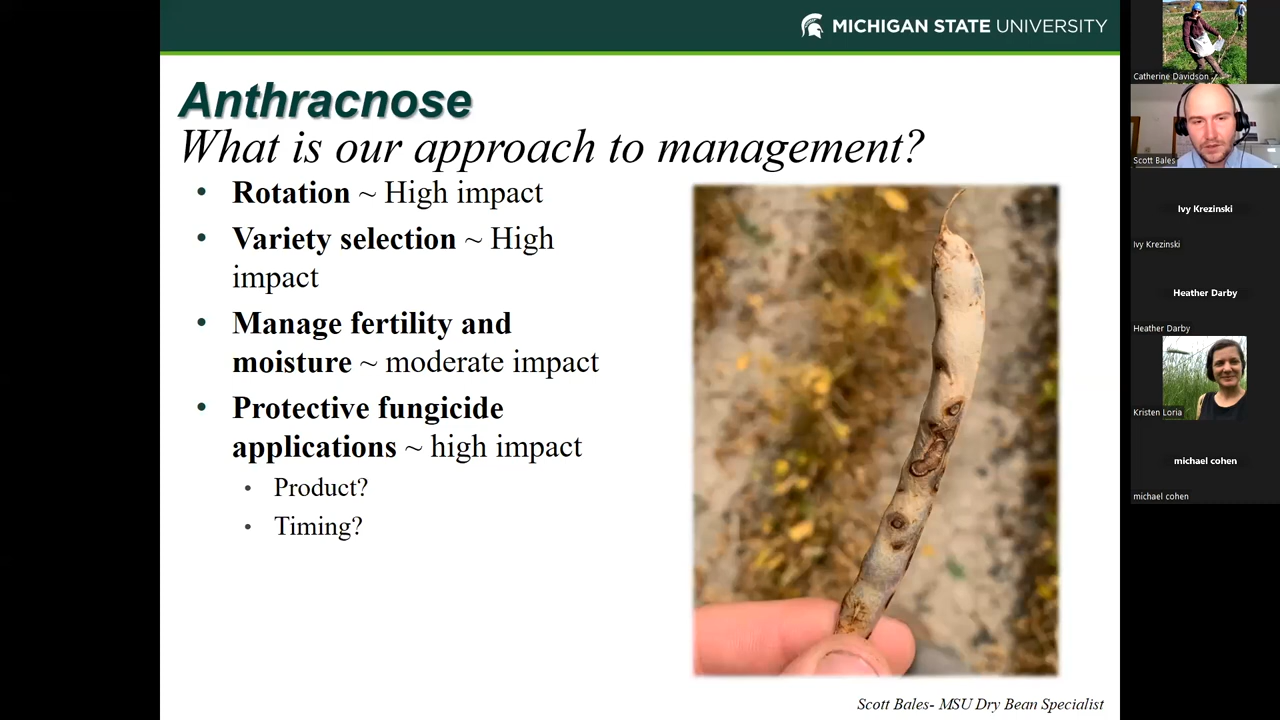 MICHIGAN STATE UNIVERSITY
Anthracnose
What is our approach to management?
• Rotation ~ High impact
• Variety selection ~ High
impact
• Manage fertility and
moisture ~ moderate impact
• Protective fungicide
applications ~ high impact
• Product?
• Timing?
Scott Bales- MSU Dry Bean Specialist
Catherine Davidson
Scott Bales
Ivy Krezinski
Ivy Krezinski
Heather Darby
Heather Darby
Kristen Loria
michael cohen
michael cohen